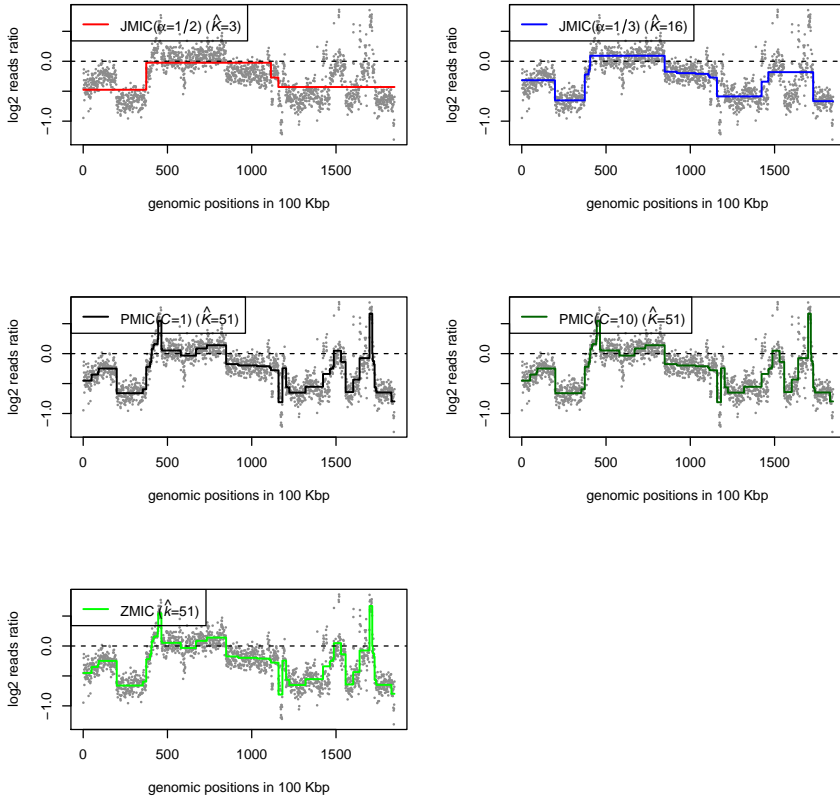 JMIC(α=1/2) (K̂=3)
log2 reads ratio
0.0
−1.0
0 500 1000 1500
genomic positions in 100 Kbp
JMIC(α=1/3) (K̂=16)
log2 reads ratio
0.0
−1.0
0 500 1000 1500
genomic positions in 100 Kbp
PMIC(C=1) (K̂=51)
log2 reads ratio
0.0
−1.0
0 500 1000 1500
genomic positions in 100 Kbp
PMIC(C=10) (K̂=51)
log2 reads ratio
0.0
−1.0
0 500 1000 1500
genomic positions in 100 Kbp
ZMIC (k̂=51)
log2 reads ratio
0.0
−1.0
0 500 1000 1500
genomic positions in 100 Kbp